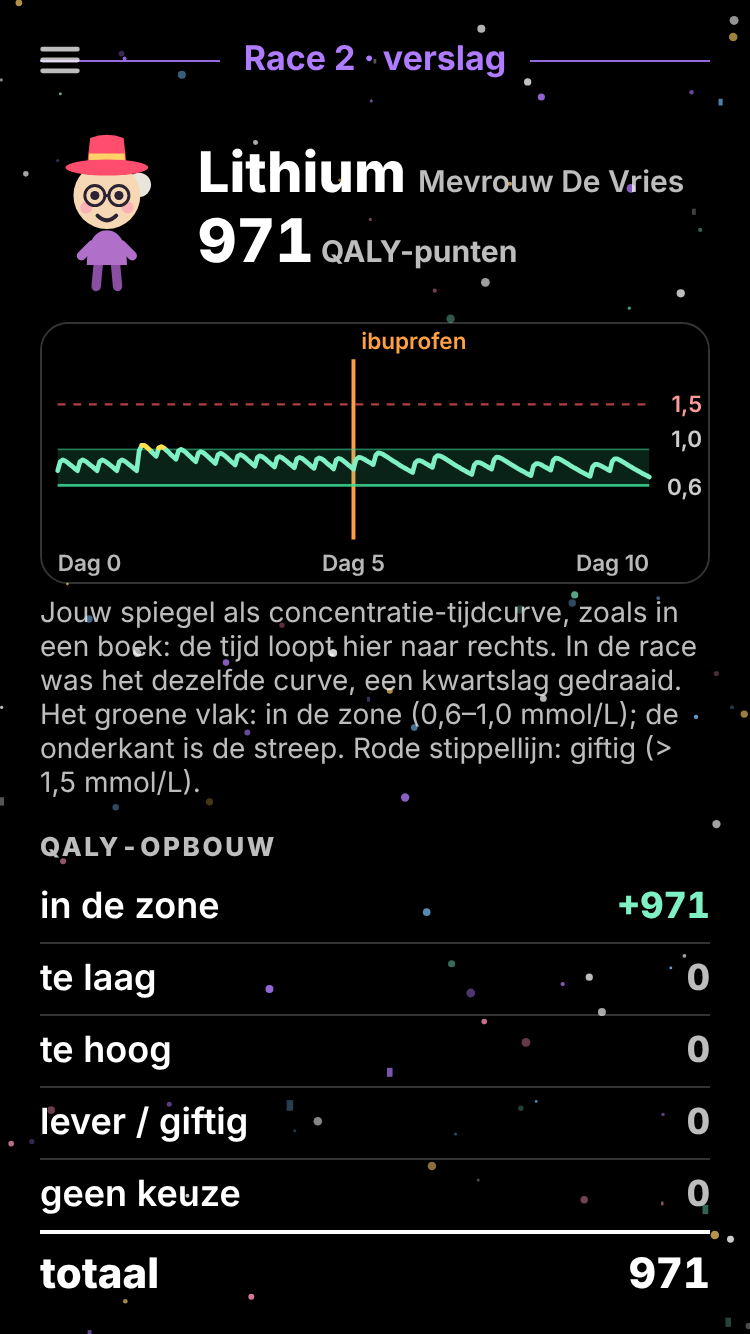 Race 2 · verslag
Lithium Mevrouw De Vries
971 QALY-punten
ibuprofen
1,5
1,0
0,6
Dag 0 Dag 5 Dag 10
Jouw spiegel als concentratie-tijdcurve, zoals in
een boek: de tijd loopt hier naar rechts. In de race
was het dezelfde curve, een kwartslag gedraaid.
Het groene vlak: in de zone (0,6–1,0 mmol/L); de
onderkant is de streep. Rode stippellijn: giftig (>
1,5 mmol/L).
QALY-OPBOUW
in de zone +971
te laag 0
te hoog 0
lever / giftig 0
geen keuze 0
totaal 971